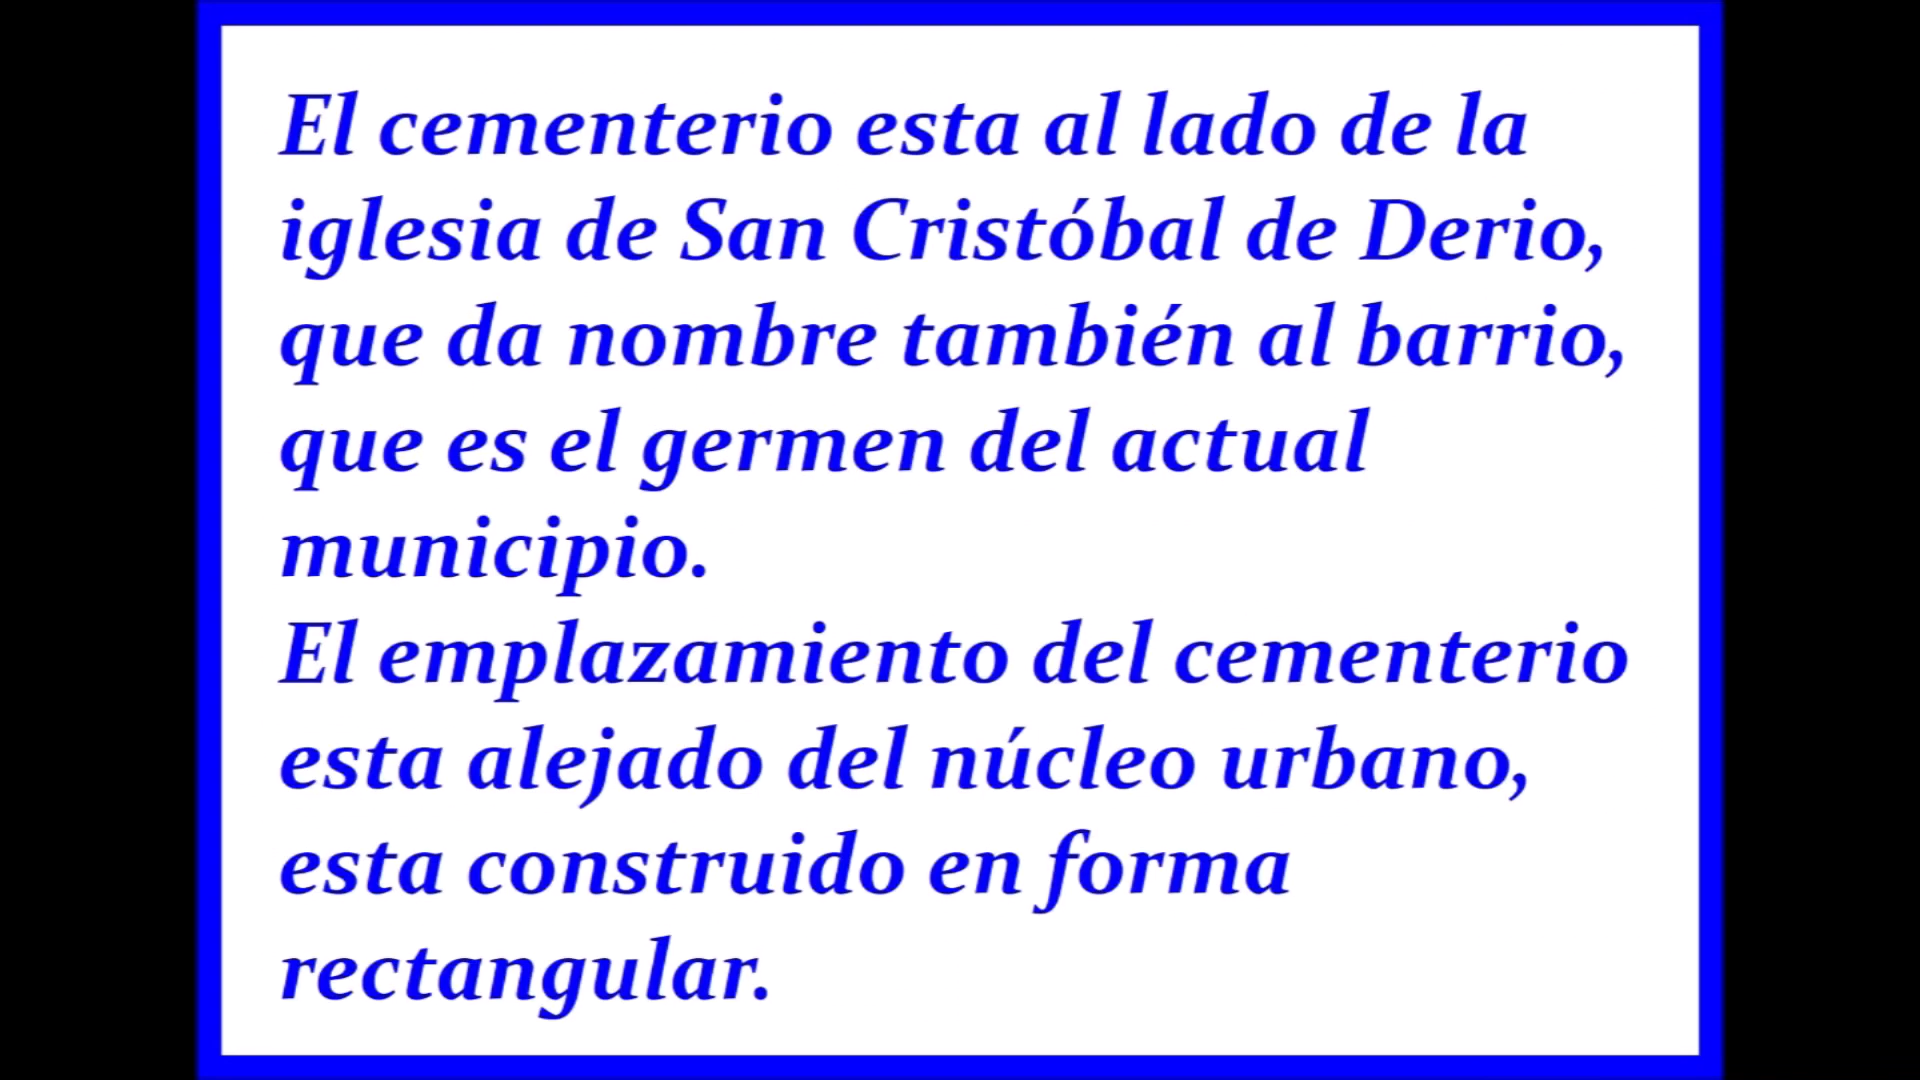 El cementerio esta al lado de la
iglesia de San Cristóbal de Derio,
que da nombre también al barrio,
que es el germen del actual
municipio.
El emplazamiento del cementerio
esta alejado del núcleo urbano,
esta construido en forma
rectangular.